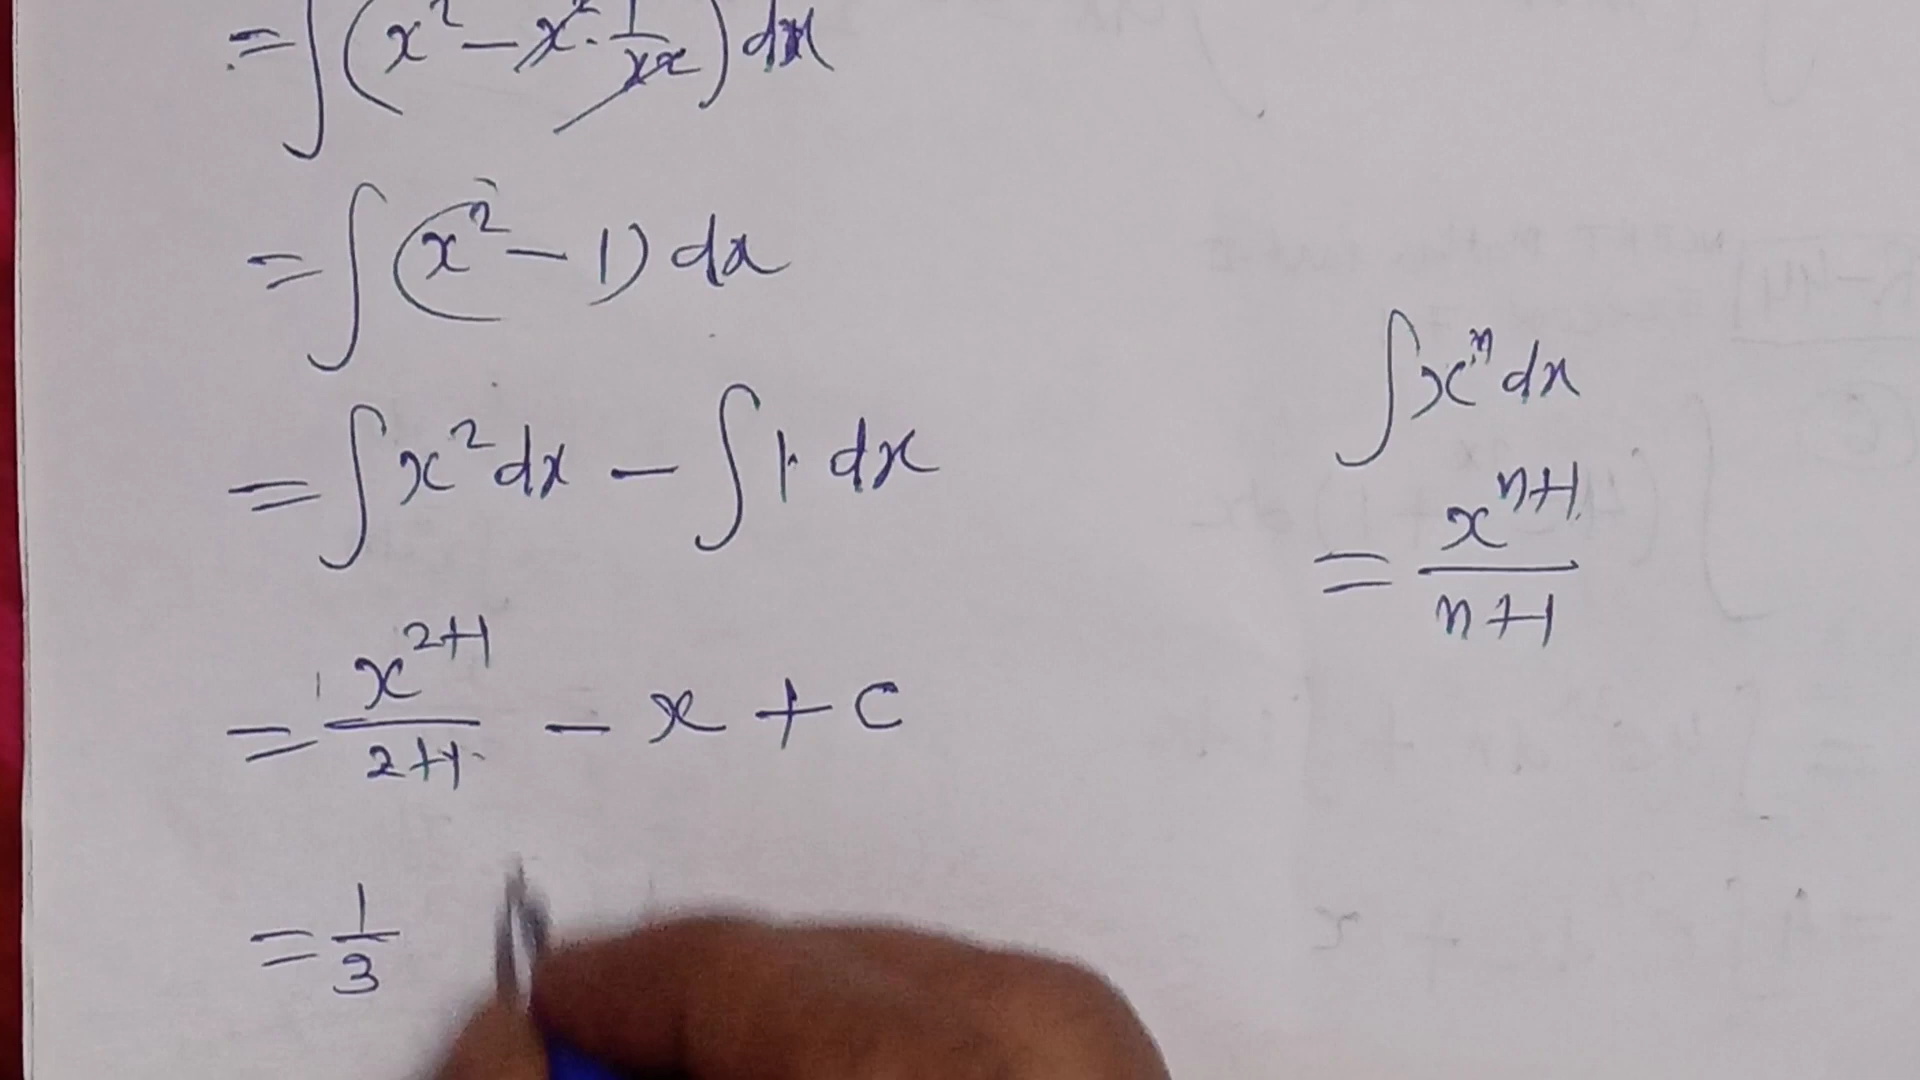 = ∫(x² - x². 1/x²) dx
= ∫(x² - 1) dx
= ∫x² dx - ∫1. dx
= x^(2+1)/(2+1) - x + c
= 1/3
∫x^n dx
= x^(n+1)/(n+1)